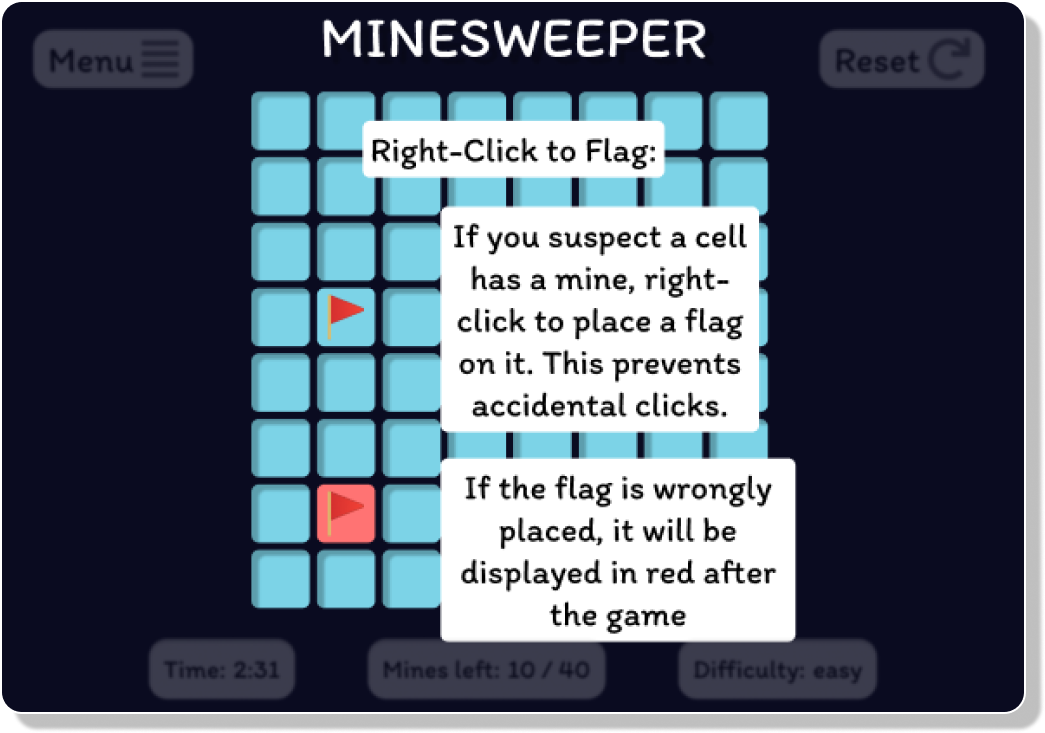 MINESWEEPER
Menu
Reset
Right-Click to Flag:
If you suspect a cell
has a mine, right-
click to place a flag
on it. This prevents
accidental clicks.
If the flag is wrongly
placed, it will be
displayed in red after
the game
Time: 2:31
Mines left: 10 / 40
Difficulty: easy